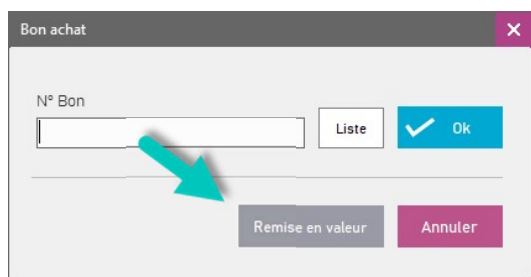 Bon achat
N° Bon
Liste
Ok
Remise en valeur
Annuler